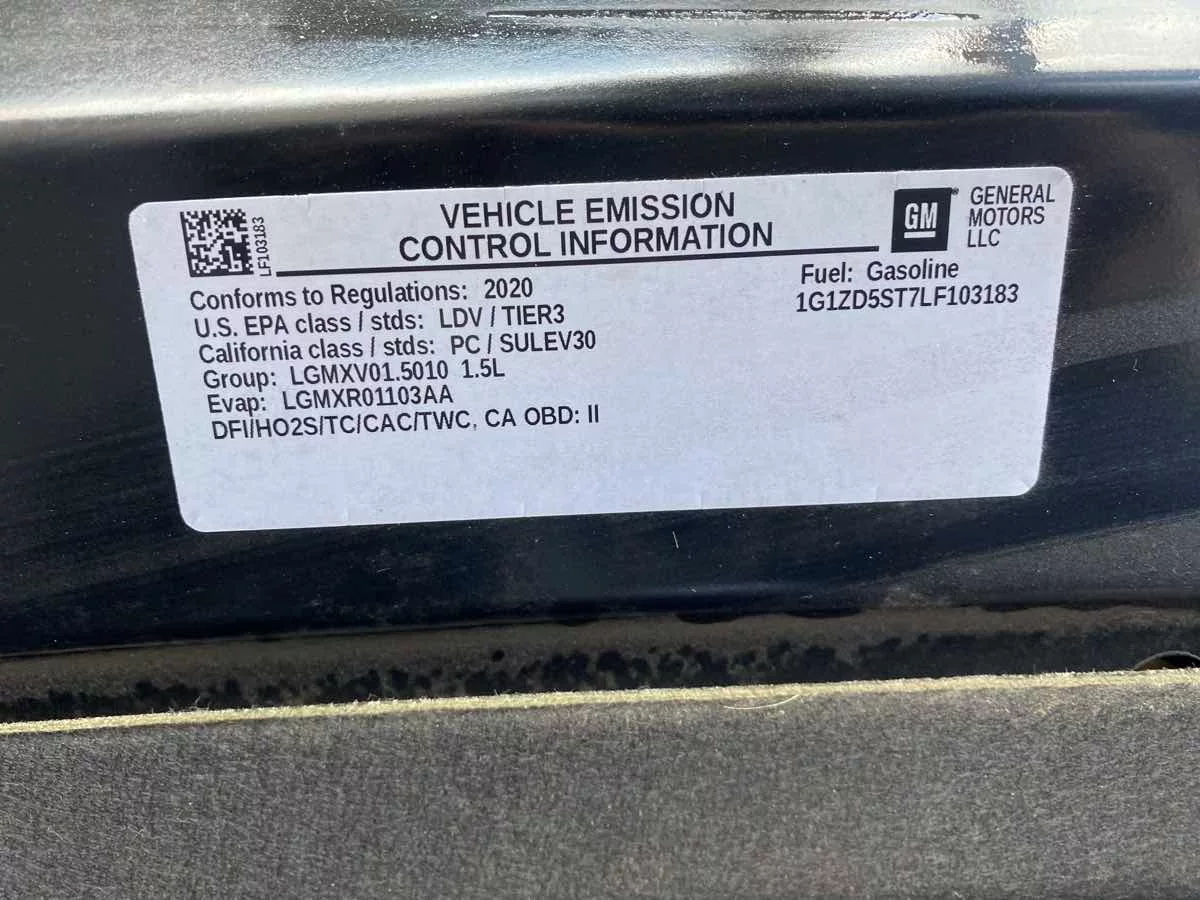 LF103183
VEHICLE EMISSION
CONTROL INFORMATION
GM
GENERAL
MOTORS
LLC
Conforms to Regulations: 2020
U.S. EPA class / stds: LDV / TIER3
California class / stds: PC / SULEV30
Group: LGMXV01.5010 1.5L
Evap: LGMXR01103AA
DFI/HO2S/TC/CAC/TWC, CA OBD: II
Fuel: Gasoline
1G1ZD5ST7LF103183